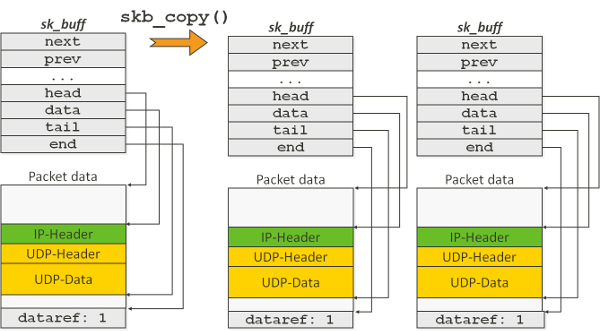 skb_copy()
sk_buff
next
prev
...
head
data
tail
end
Packet data
IP-Header
UDP-Header
UDP-Data
dataref: 1
sk_buff
next
prev
...
head
data
tail
end
Packet data
IP-Header
UDP-Header
UDP-Data
dataref: 1
sk_buff
next
prev
...
head
data
tail
end
Packet data
IP-Header
UDP-Header
UDP-Data
dataref: 1